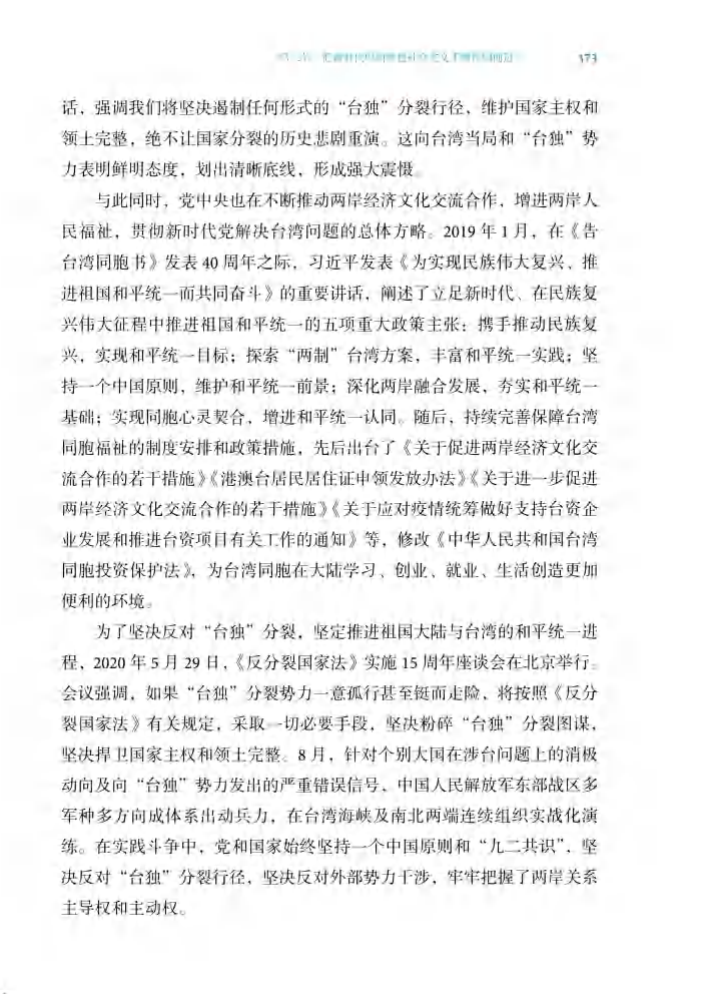 173
话，强调我们将坚决遏制任何形式的“台独”分裂行径，维护国家主权和
领土完整，绝不让国家分裂的历史悲剧重演。这向台湾当局和“台独”势
力表明鲜明态度，划出清晰底线，形成强大震慑。
与此同时，党中央也在不断推动两岸经济文化交流合作，增进两岸人
民福祉，贯彻新时代党解决台湾问题的总体方略。2019 年 1 月，在《告
台湾同胞书》发表 40 周年之际，习近平发表《为实现民族伟大复兴、推
进祖国和平统一而共同奋斗》的重要讲话，阐述了立足新时代、在民族复
兴伟大征程中推进祖国和平统一的五项重大政策主张：携手推动民族复
兴，实现和平统一目标；探索“两制”台湾方案，丰富和平统一实践；坚
持一个中国原则，维护和平统一前景；深化两岸融合发展，夯实和平统一
基础；实现同胞心灵契合，增进和平统一认同。随后，持续完善保障台湾
同胞福祉的制度安排和政策措施，先后出台了《关于促进两岸经济文化交
流合作的若干措施》《港澳台居民居住证申领发放办法》《关于进一步促进
两岸经济文化交流合作的若干措施》《关于应对疫情统筹做好支持台资企
业发展和推进台资项目有关工作的通知》等，修改《中华人民共和国台湾
同胞投资保护法》，为台湾同胞在大陆学习、创业、就业、生活创造更加
便利的环境。
为了坚决反对“台独”分裂，坚定推进祖国大陆与台湾的和平统一进
程，2020 年 5 月 29 日，《反分裂国家法》实施 15 周年座谈会在北京举行。
会议强调，如果“台独”分裂势力一意孤行甚至铤而走险，将按照《反分
裂国家法》有关规定，采取一切必要手段，坚决粉碎“台独”分裂图谋，
坚决捍卫国家主权和领土完整。8 月，针对个别大国在涉台问题上的消极
动向及向“台独”势力发出的严重错误信号，中国人民解放军东部战区多
军种多方向成体系出动兵力，在台湾海峡及南北两端连续组织实战化演
练。在实践斗争中，党和国家始终坚持一个中国原则和“九二共识”，坚
决反对“台独”分裂行径，坚决反对外部势力干涉，牢牢把握了两岸关系
主导权和主动权。